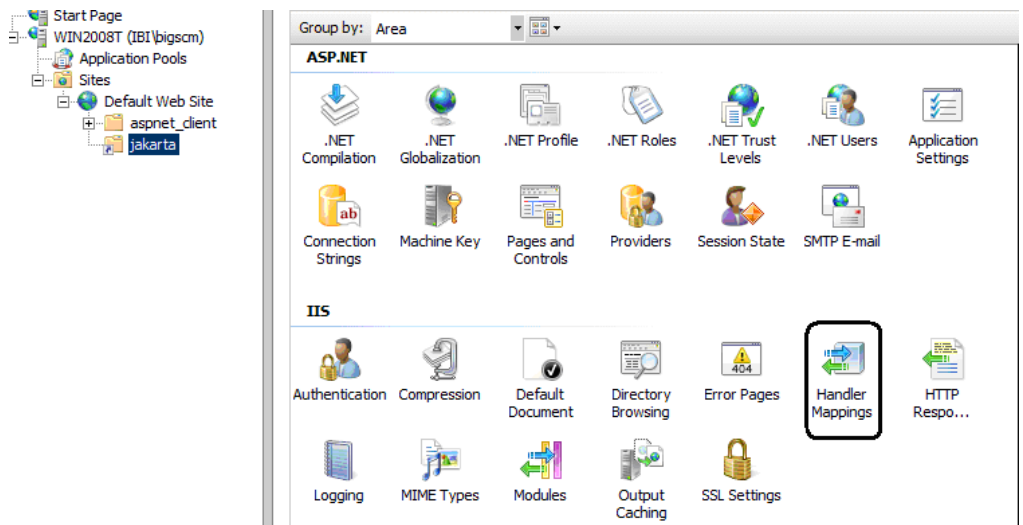 Start Page
WIN2008T (IBI\bigscm)
Application Pools
Sites
Default Web Site
aspnet_client
jakarta
Group by: Area
ASP.NET
.NET Compilation
.NET Globalization
.NET Profile
.NET Roles
.NET Trust Levels
.NET Users
Application Settings
ab
Connection Strings
Machine Key
Pages and Controls
Providers
Session State
SMTP E-mail
IIS
Authentication
Compression
Default Document
Directory Browsing
404
Error Pages
Handler Mappings
HTTP Respo...
Logging
MIME Types
Modules
Output Caching
SSL Settings